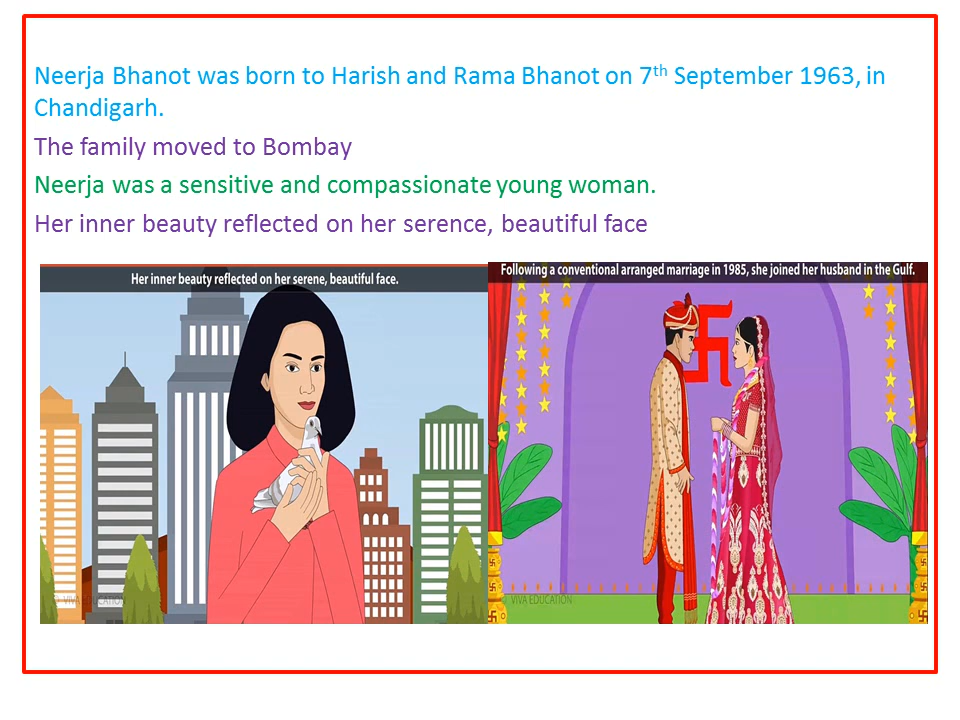 Neerja Bhanot was born to Harish and Rama Bhanot on 7th September 1963, in
Chandigarh.
The family moved to Bombay
Neerja was a sensitive and compassionate young woman.
Her inner beauty reflected on her serence, beautiful face
Her inner beauty reflected on her serene, beautiful face.
Following a conventional arranged marriage in 1985, she joined her husband in the Gulf.
© VIVA EDUCATION
© VIVA EDUCATION